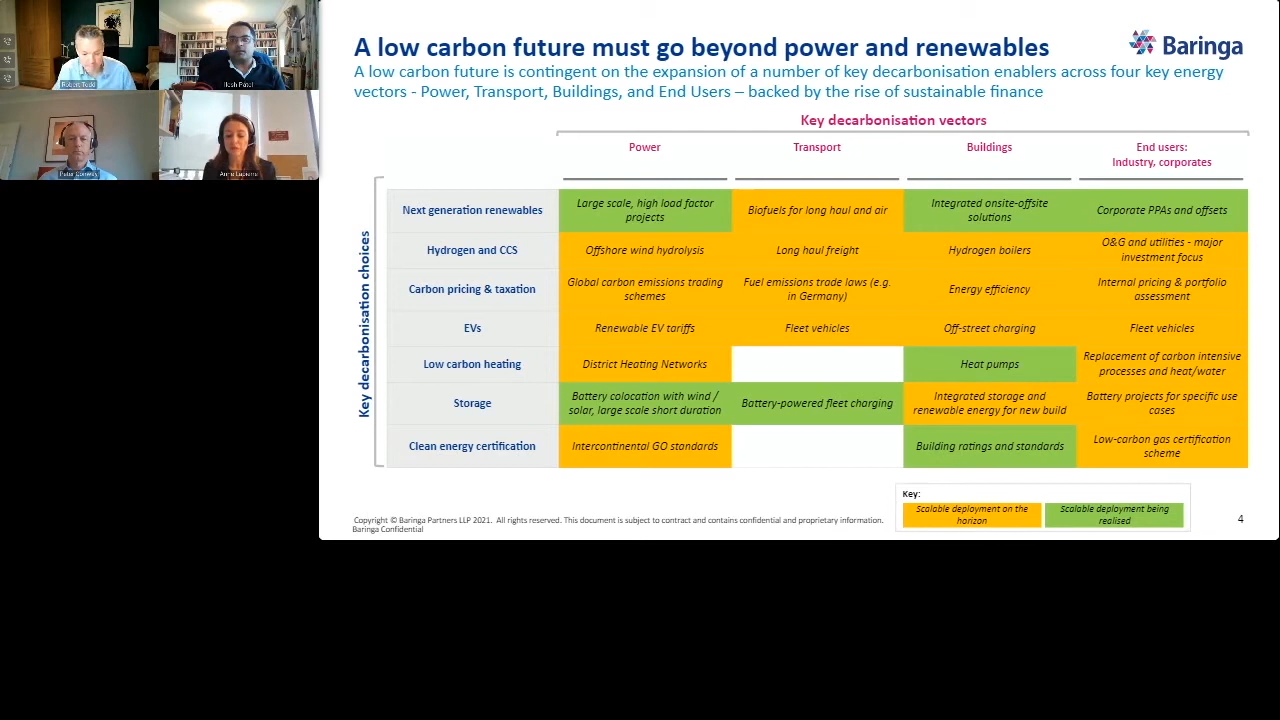 Robert Todd
Ilesh Patel
Peter Conway
Anne Lapierre
A low carbon future must go beyond power and renewables
Baringa
A low carbon future is contingent on the expansion of a number of key decarbonisation enablers across four key energy
vectors - Power, Transport, Buildings, and End Users – backed by the rise of sustainable finance
Key decarbonisation vectors
Power
Transport
Buildings
End users:
Industry, corporates
Key decarbonisation choices
Next generation renewables
Large scale, high load factor
projects
Biofuels for long haul and air
Integrated onsite-offsite
solutions
Corporate PPAs and offsets
Hydrogen and CCS
Offshore wind hydrolysis
Long haul freight
Hydrogen boilers
O&G and utilities - major
investment focus
Carbon pricing & taxation
Global carbon emissions trading
schemes
Fuel emissions trade laws (e.g.
in Germany)
Energy efficiency
Internal pricing & portfolio
assessment
EVs
Renewable EV tariffs
Fleet vehicles
Off-street charging
Fleet vehicles
Low carbon heating
District Heating Networks
Heat pumps
Replacement of carbon intensive
processes and heat/water
Storage
Battery colocation with wind /
solar, large scale short duration
Battery-powered fleet charging
Integrated storage and
renewable energy for new build
Battery projects for specific use
cases
Clean energy certification
Intercontinental GO standards
Building ratings and standards
Low-carbon gas certification
scheme
Key:
Scalable deployment on the
horizon
Scalable deployment being
realised
Copyright © Baringa Partners LLP 2021. All rights reserved. This document is subject to contract and contains confidential and proprietary information.
Baringa Confidential
4